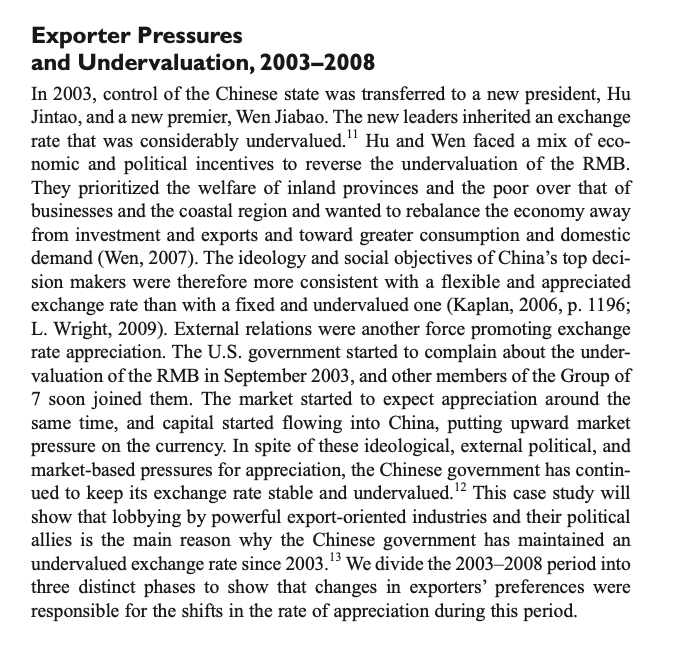 Exporter Pressures
and Undervaluation, 2003–2008
In 2003, control of the Chinese state was transferred to a new president, Hu
Jintao, and a new premier, Wen Jiabao. The new leaders inherited an exchange
rate that was considerably undervalued.11 Hu and Wen faced a mix of eco-
nomic and political incentives to reverse the undervaluation of the RMB.
They prioritized the welfare of inland provinces and the poor over that of
businesses and the coastal region and wanted to rebalance the economy away
from investment and exports and toward greater consumption and domestic
demand (Wen, 2007). The ideology and social objectives of China’s top deci-
sion makers were therefore more consistent with a flexible and appreciated
exchange rate than with a fixed and undervalued one (Kaplan, 2006, p. 1196;
L. Wright, 2009). External relations were another force promoting exchange
rate appreciation. The U.S. government started to complain about the under-
valuation of the RMB in September 2003, and other members of the Group of
7 soon joined them. The market started to expect appreciation around the
same time, and capital started flowing into China, putting upward market
pressure on the currency. In spite of these ideological, external political, and
market-based pressures for appreciation, the Chinese government has contin-
ued to keep its exchange rate stable and undervalued.12 This case study will
show that lobbying by powerful export-oriented industries and their political
allies is the main reason why the Chinese government has maintained an
undervalued exchange rate since 2003.13 We divide the 2003–2008 period into
three distinct phases to show that changes in exporters’ preferences were
responsible for the shifts in the rate of appreciation during this period.